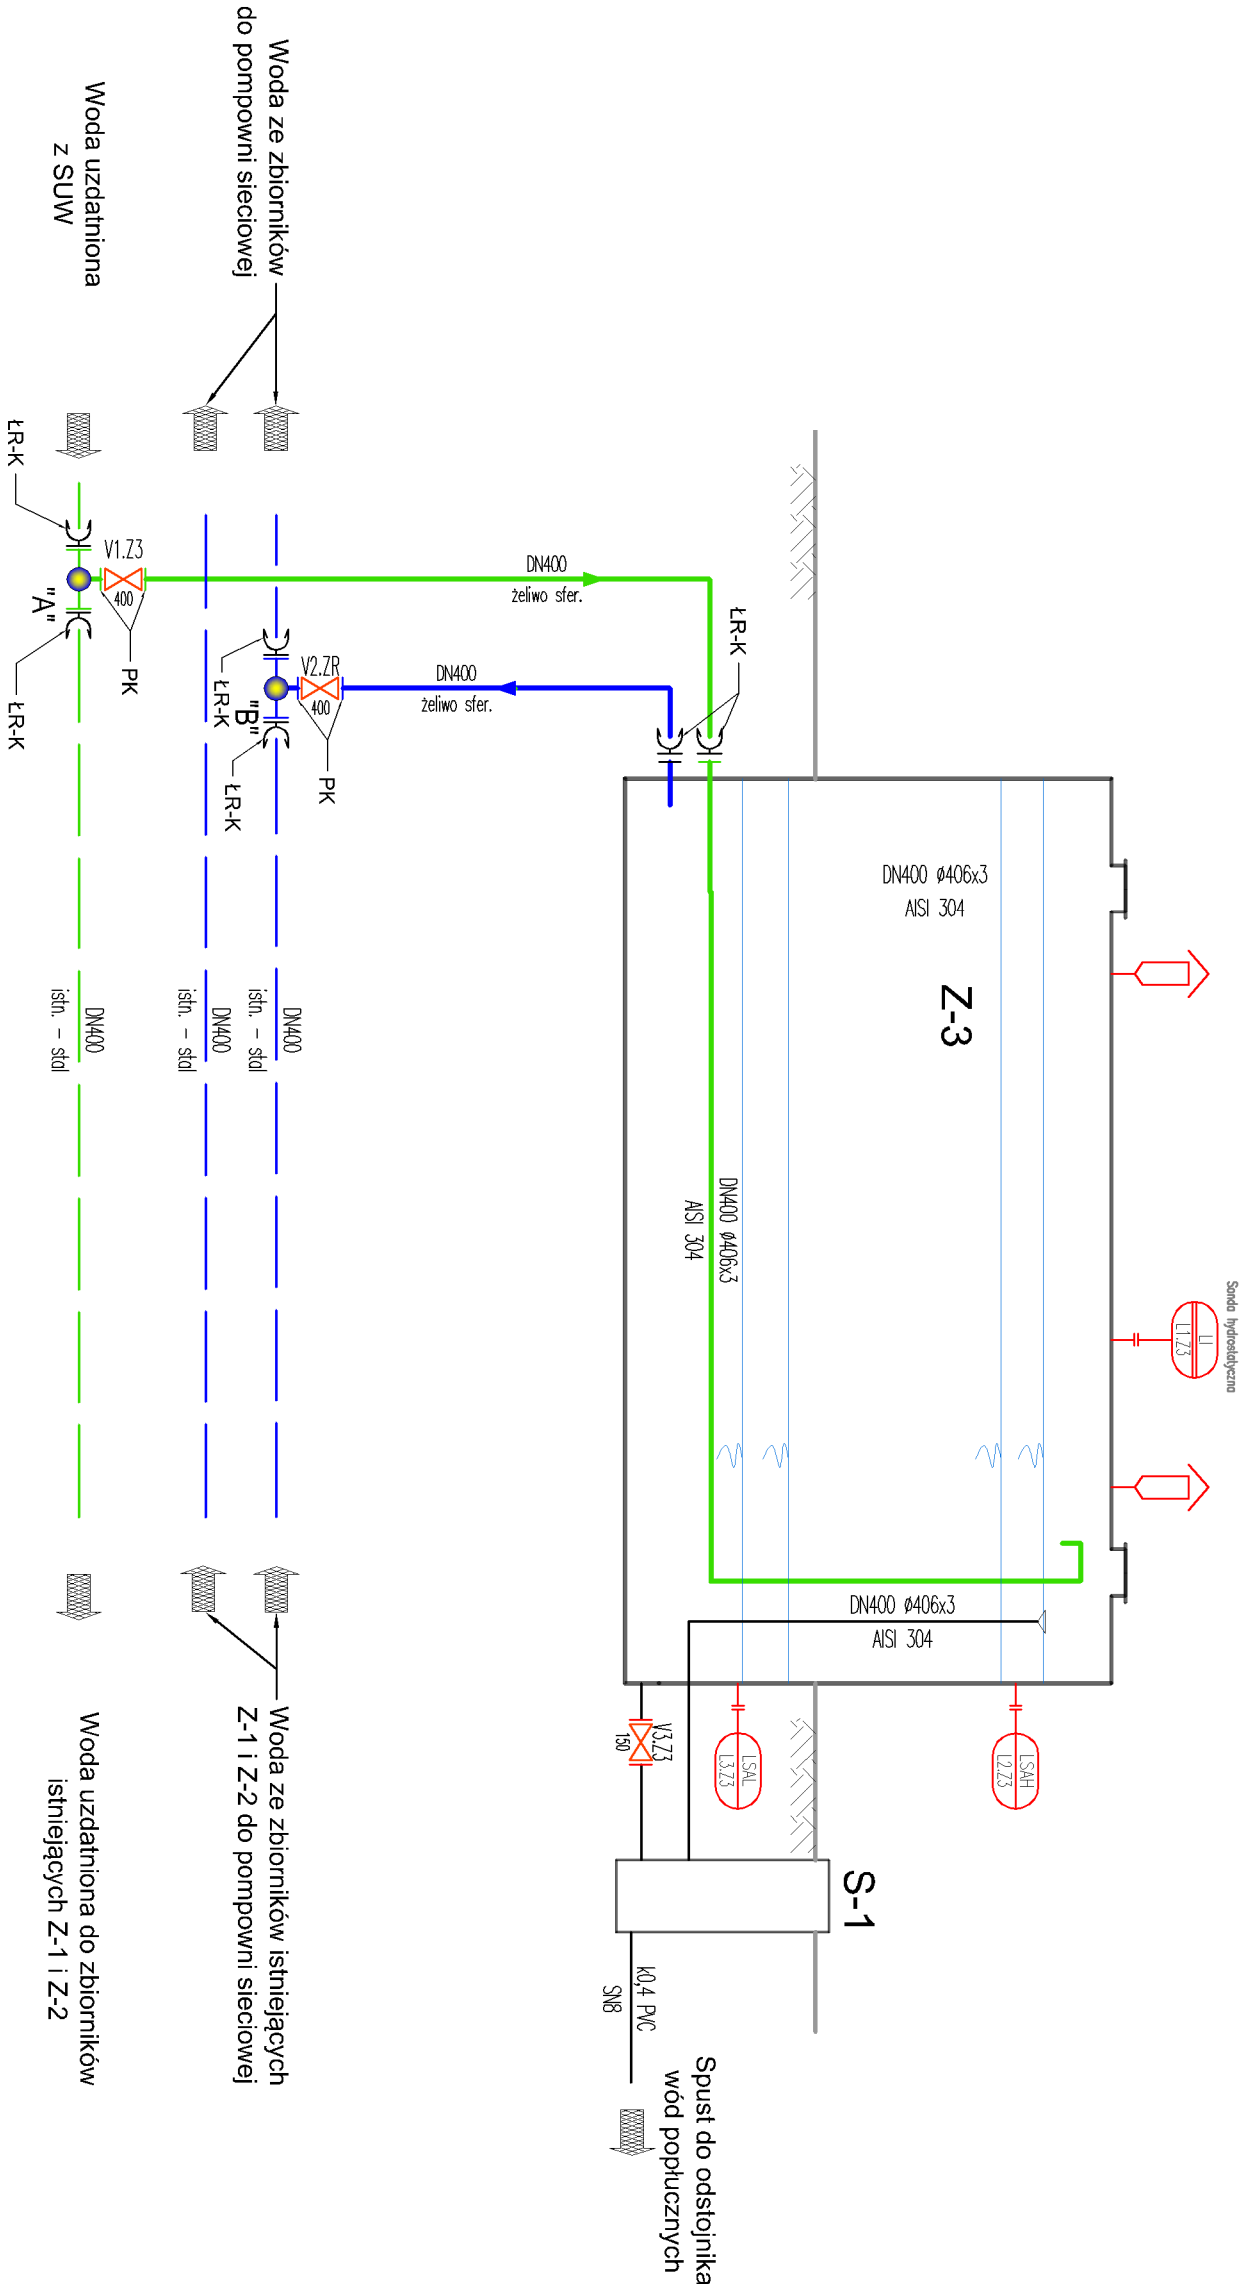 Sonda hydrostatyczna
LI
L1.Z3
DN400 ø406x3
AISI 304
Z-3
LSAH
L2.Z3
DN400 ø406x3
AISI 304
S-1
DN400 ø406x3
AISI 304
LSAL
L3.Z3
V3.Z3
150
k0,4 PVC
SN8
Spust do odstojnika
wód popłucznych
ŁR-K
DN400
żeliwo sfer.
DN400
żeliwo sfer.
Woda ze zbiorników
do pompowni sieciowej
V2.ZR
400
PK
ŁR-K
"B"
ŁR-K
DN400
istn. - stal
DN400
istn. - stal
Woda ze zbiorników istniejących
Z-1 i Z-2 do pompowni sieciowej
Woda uzdatniona
z SUW
V1.Z3
400
PK
ŁR-K
"A"
ŁR-K
DN400
istn. - stal
Woda uzdatniona do zbiorników
istniejących Z-1 i Z-2